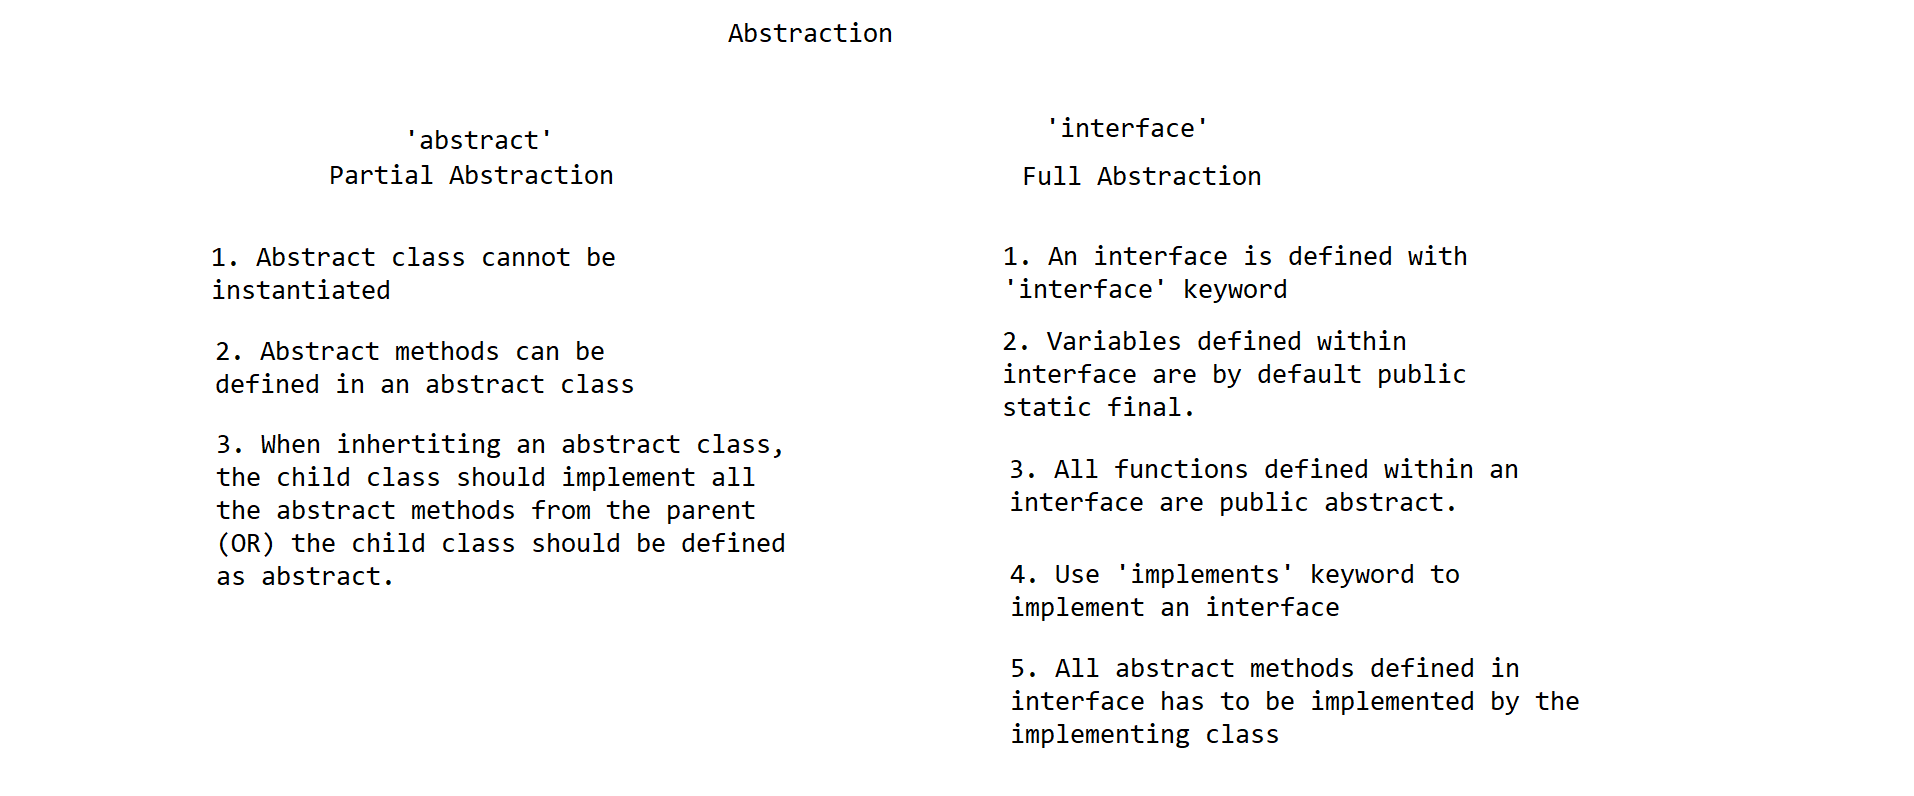 Abstraction
'abstract'
Partial Abstraction
1. Abstract class cannot be
instantiated
2. Abstract methods can be
defined in an abstract class
3. When inhertiting an abstract class,
the child class should implement all
the abstract methods from the parent
(OR) the child class should be defined
as abstract.
'interface'
Full Abstraction
1. An interface is defined with
'interface' keyword
2. Variables defined within
interface are by default public
static final.
3. All functions defined within an
interface are public abstract.
4. Use 'implements' keyword to
implement an interface
5. All abstract methods defined in
interface has to be implemented by the
implementing class